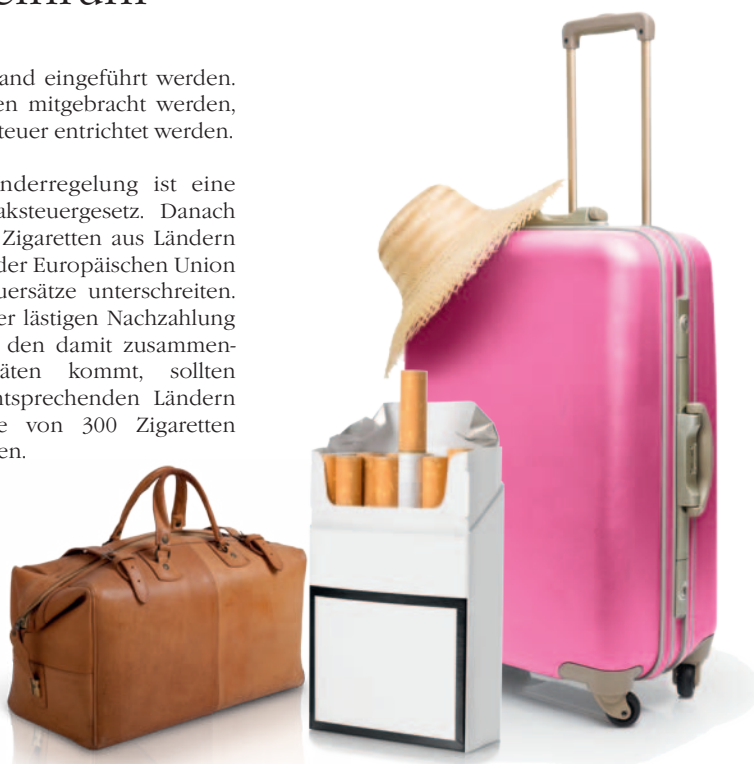 and eingeführt werden.
en mitgebracht werden,
teuer entrichtet werden.
nderregelung ist eine
aksteuergesetz. Danach
Zigaretten aus Ländern
der Europäischen Union
uersätze unterschreiten.
er lästigen Nachzahlung
den damit zusammen-
äten kommt, sollten
ntsprechenden Ländern
e von 300 Zigaretten
en.